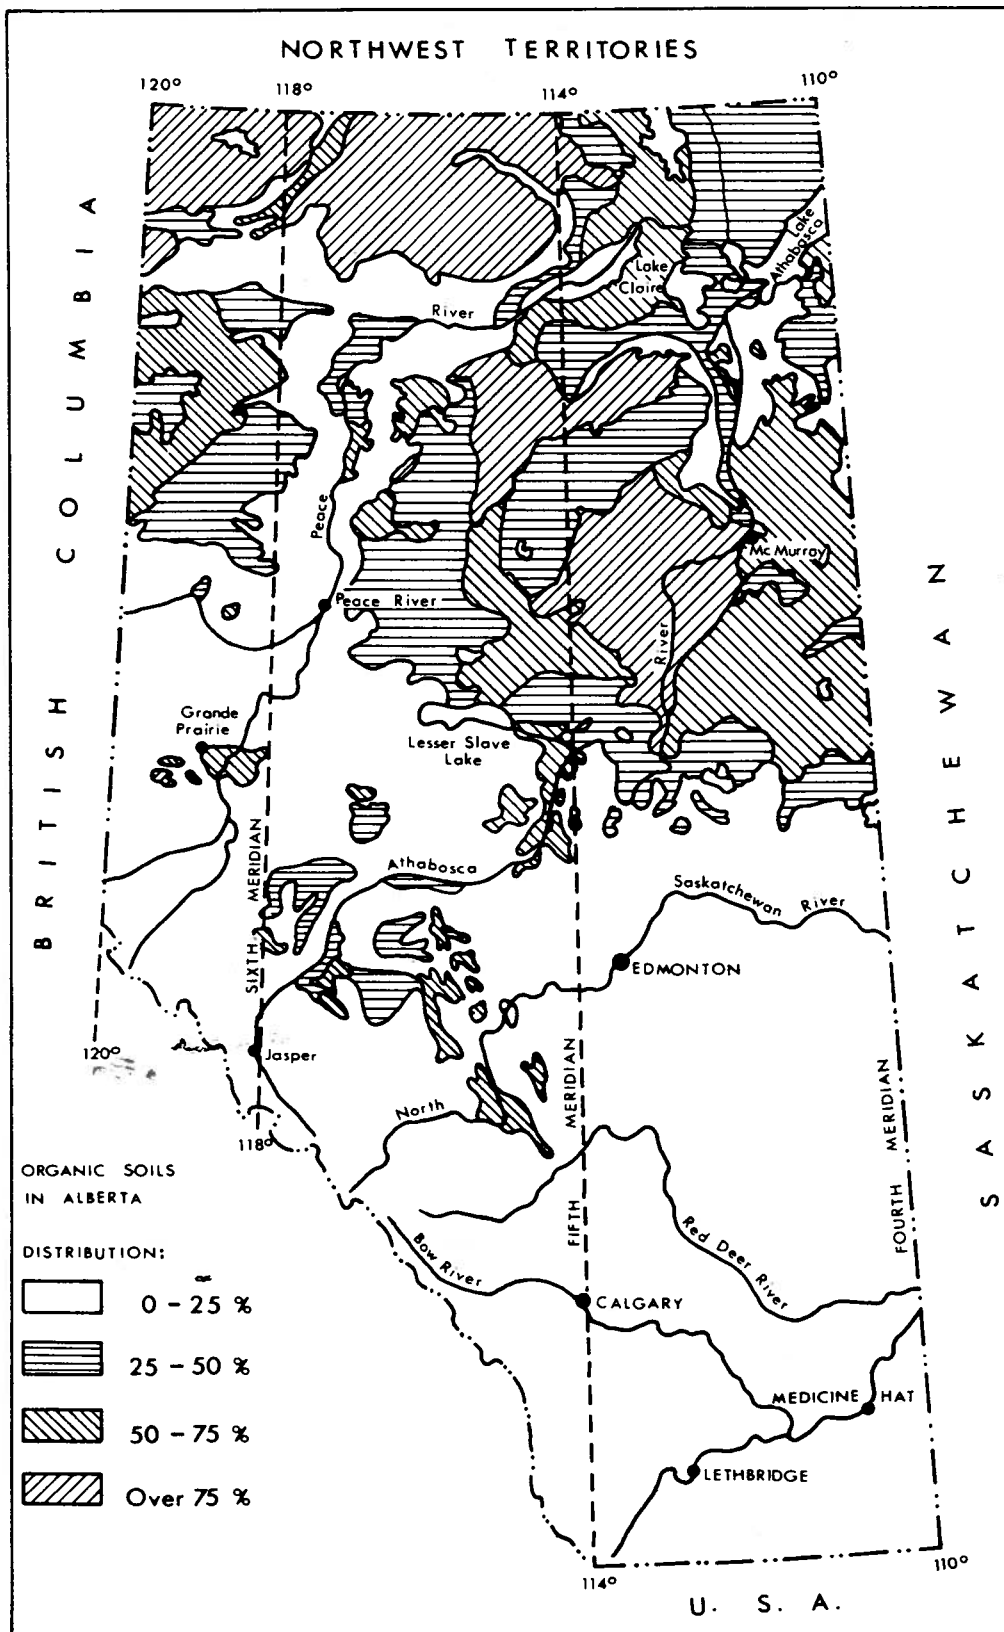 NORTHWEST TERRITORIES
120°
118°
114°
110°
BRITISH COLUMBIA
SASKATCHEWAN
Lake Athabasca
Lake
Claire
River
Peace
Mc Murray
Peace River
River
Grande
Prairie
Lesser Slave
Lake
SIXTH MERIDIAN
Athabosca
Saskatchewan River
EDMONTON
120°
Jasper
North
FIFTH MERIDIAN
FOURTH MERIDIAN
118°
ORGANIC SOILS
IN ALBERTA
Red Deer River
Bow River
DISTRIBUTION:
0 – 25 %
CALGARY
25 – 50 %
MEDICINE HAT
50 – 75 %
LETHBRIDGE
Over 75 %
114°
110°
U. S. A.